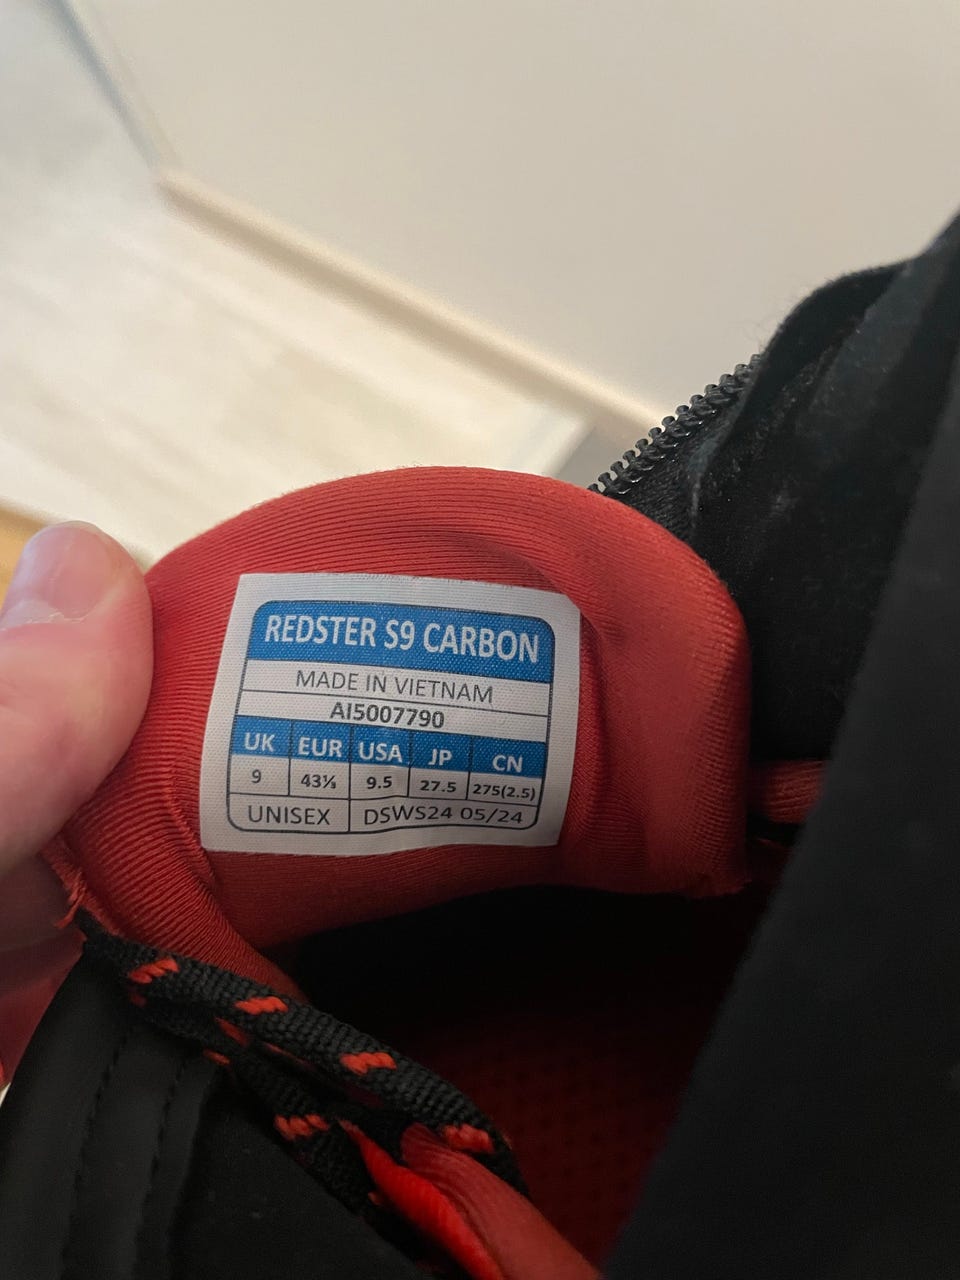 REDSTER S9 CARBON
MADE IN VIETNAM
AI5007790
UK EUR USA JP CN
9 43⅓ 9.5 27.5 275(2.5)
UNISEX DSWS24 05/24